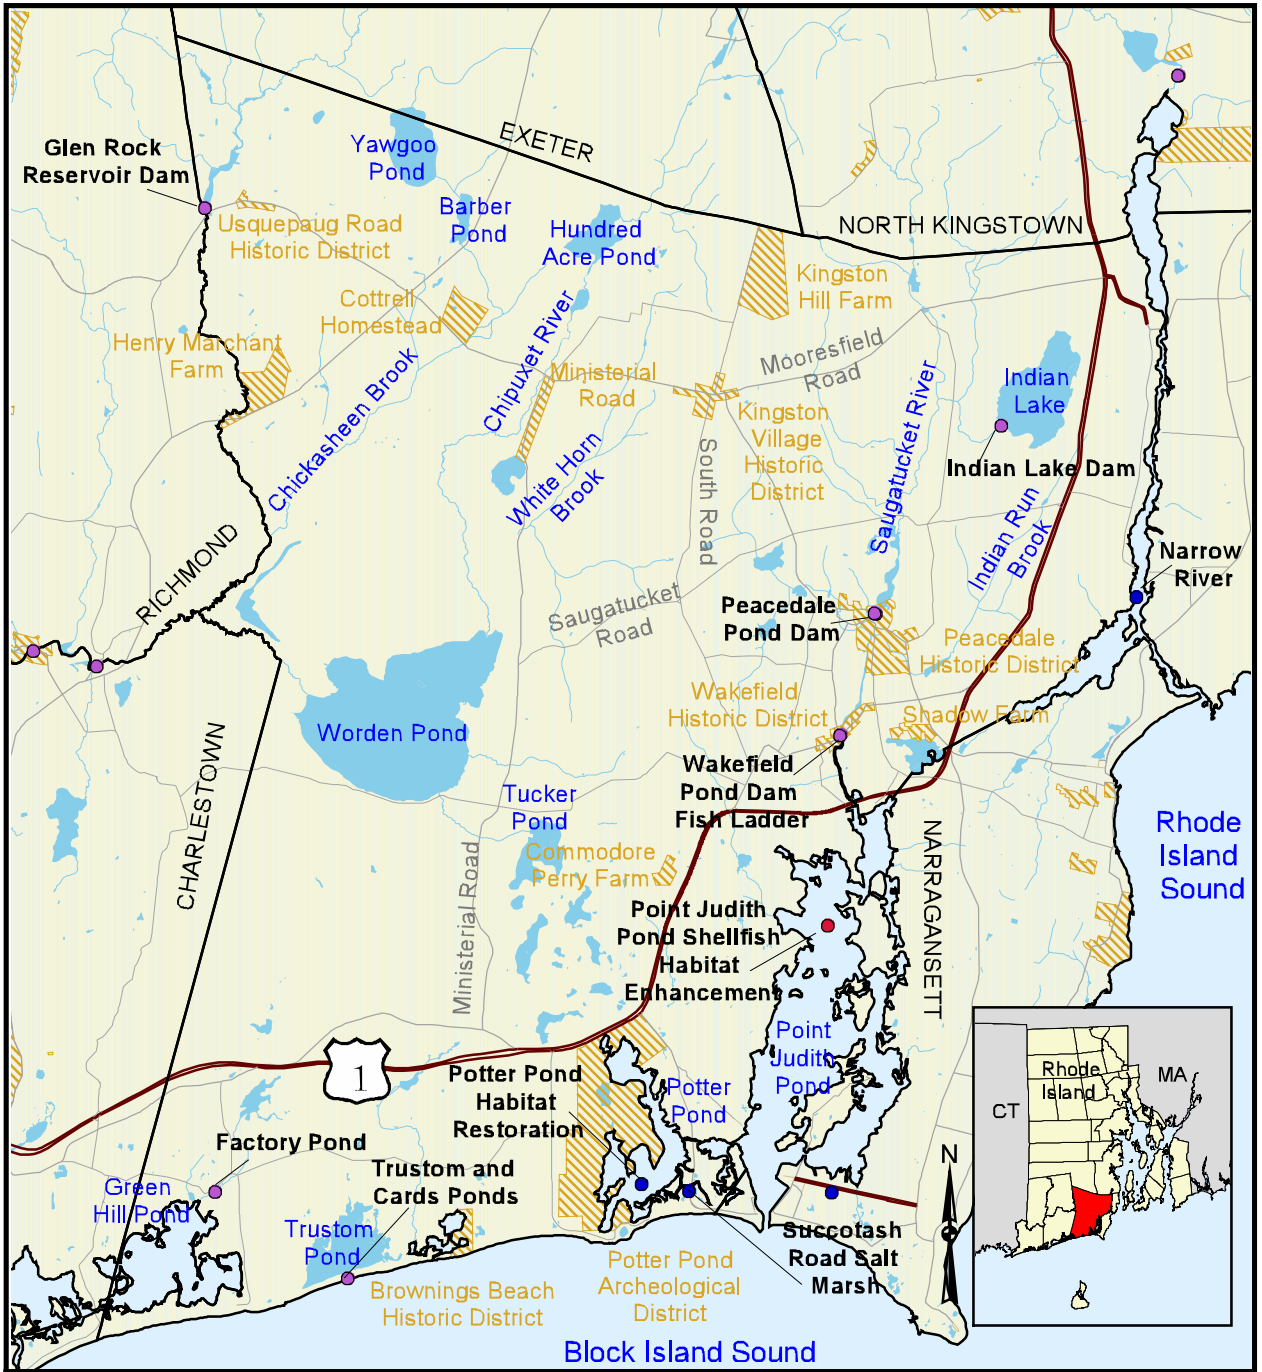 Glen Rock
Reservoir Dam
Yawgoo
Pond
EXETER
Barber
Pond
Hundred
Acre Pond
NORTH KINGSTOWN
Usquepaug Road
Historic District
Kingston
Hill Farm
Cottrell
Homestead
Henry Marchant
Farm
Chickasheen Brook
Chipuxet River
Ministerial
Road
Mooresfield
Road
Kingston
Village
Historic
District
Saugatucket River
Indian
Lake
Indian Lake Dam
South Road
White Horn
Brook
Indian Run
Brook
Narrow
River
RICHMOND
Saugatucket
Road
Peacedale
Pond Dam
Peacedale
Historic District
Wakefield
Historic District
Shadow Farm
Worden Pond
CHARLESTOWN
Wakefield
Pond Dam
Fish Ladder
Tucker
Pond
Commodore
Perry Farm
Ministerial Road
NARRAGANSETT
Rhode
Island
Sound
Point Judith
Pond Shellfish
Habitat
Enhancement
Point
Judith
Pond
1
Potter Pond
Habitat
Restoration
Potter
Pond
Factory Pond
Trustom and
Cards Ponds
Green
Hill Pond
Trustom
Pond
Brownings Beach
Historic District
Potter Pond
Archeological
District
Succotash
Road Salt
Marsh
Block Island Sound
N
Rhode
Island
MA
CT